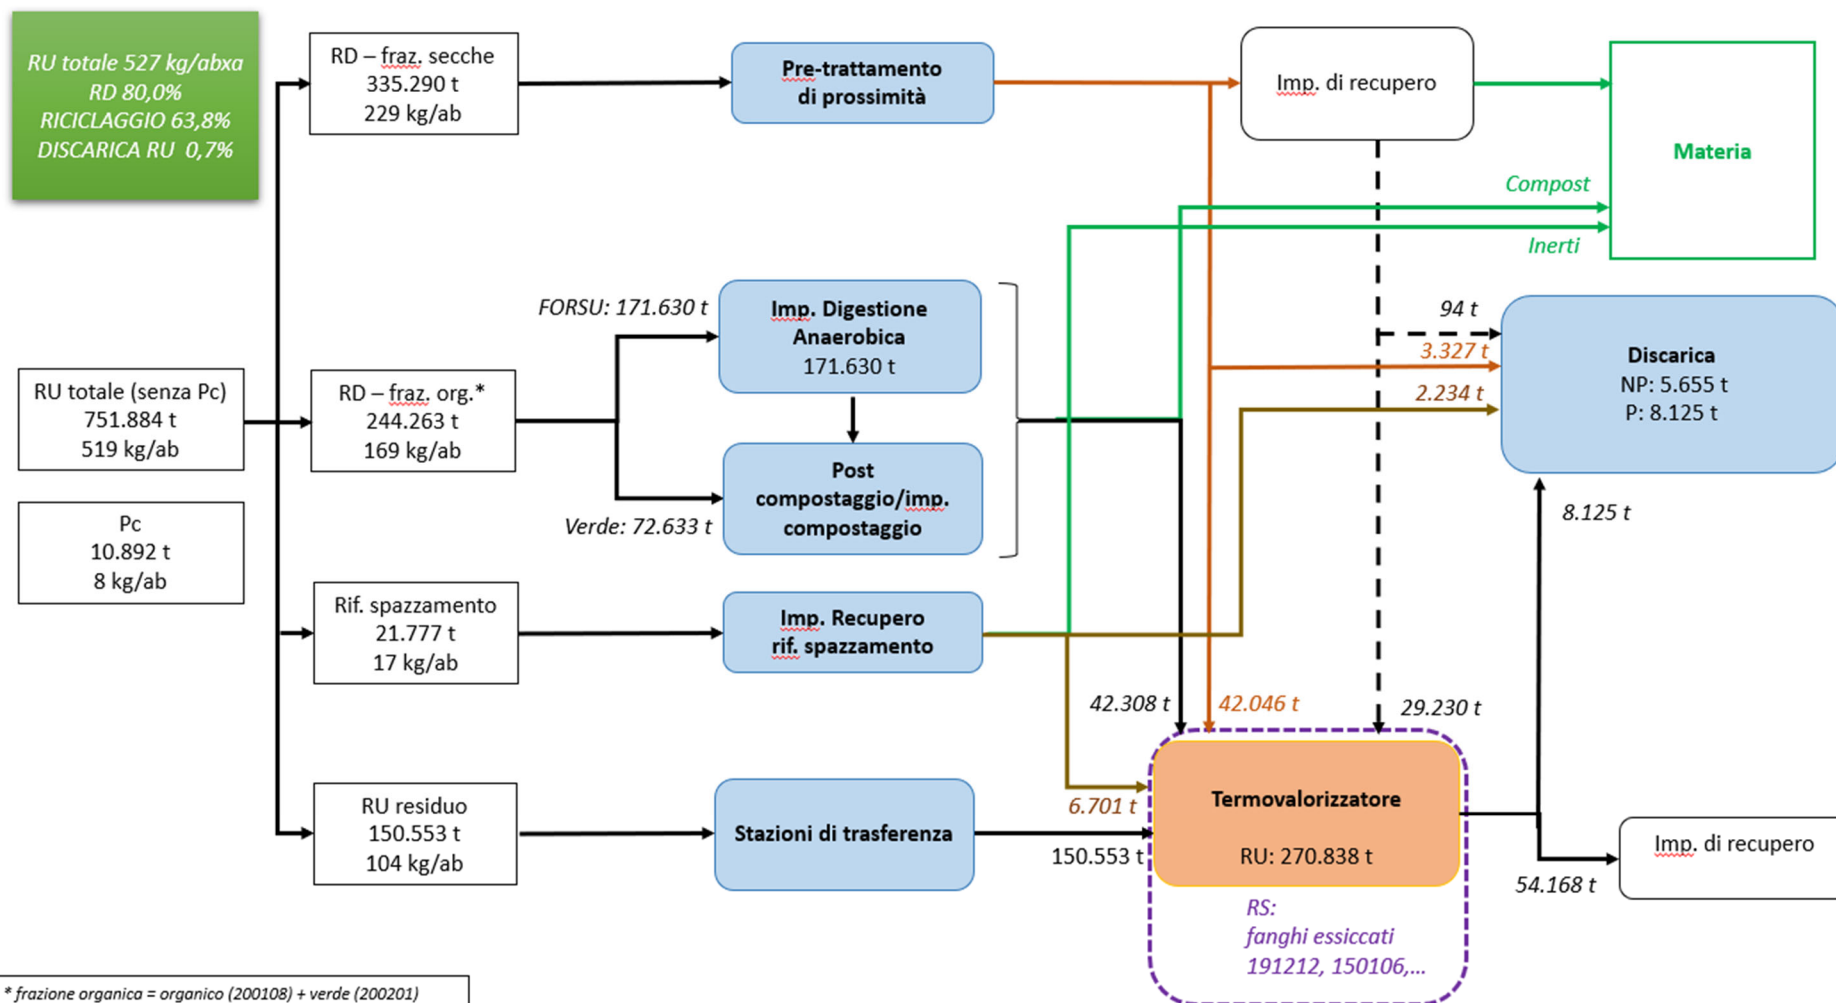 RU totale 527 kg/abxa
RD 80,0%
RICICLAGGIO 63,8%
DISCARICA RU 0,7%
RD – fraz. secche
335.290 t
229 kg/ab
Pre-trattamento
di prossimità
Imp. di recupero
Materia
Compost
Inerti
RU totale (senza Pc)
751.884 t
519 kg/ab
Pc
10.892 t
8 kg/ab
RD – fraz. org.*
244.263 t
169 kg/ab
FORSU: 171.630 t
Verde: 72.633 t
Imp. Digestione
Anaerobica
171.630 t
Post
compostaggio/imp.
compostaggio
94 t
3.327 t
2.234 t
Discarica
NP: 5.655 t
P: 8.125 t
8.125 t
Rif. spazzamento
21.777 t
17 kg/ab
Imp. Recupero
rif. spazzamento
42.308 t
42.046 t
29.230 t
RU residuo
150.553 t
104 kg/ab
Stazioni di trasferenza
6.701 t
150.553 t
Termovalorizzatore
RU: 270.838 t
RS:
fanghi essiccati
191212, 150106,...
54.168 t
Imp. di recupero
* frazione organica = organico (200108) + verde (200201)